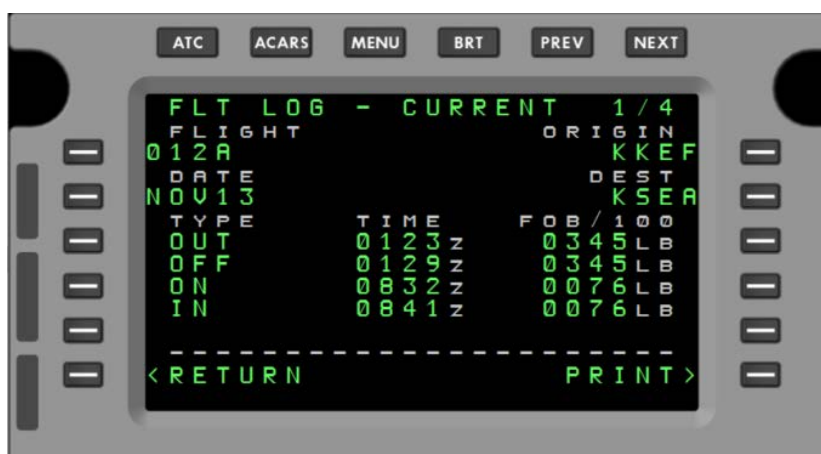 ATC ACARS MENU BRT PREV NEXT
FLT LOG - CURRENT 1/4
FLIGHT ORIGIN
012A KKEF
DATE DEST
NOV13 KSEA
TYPE TIME FOB/100
OUT 0123Z 0345LB
OFF 0129Z 0345LB
ON 0832Z 0076LB
IN 0841Z 0076LB
--------------------
<RETURN PRINT>